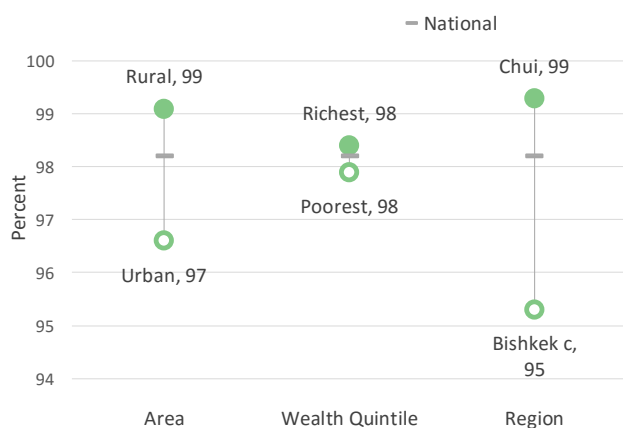 National
100
99
98
97
96
95
94
Percent
Rural, 99
Urban, 97
Richest, 98
Poorest, 98
Chui, 99
Bishkek c,
95
Area
Wealth Quintile
Region